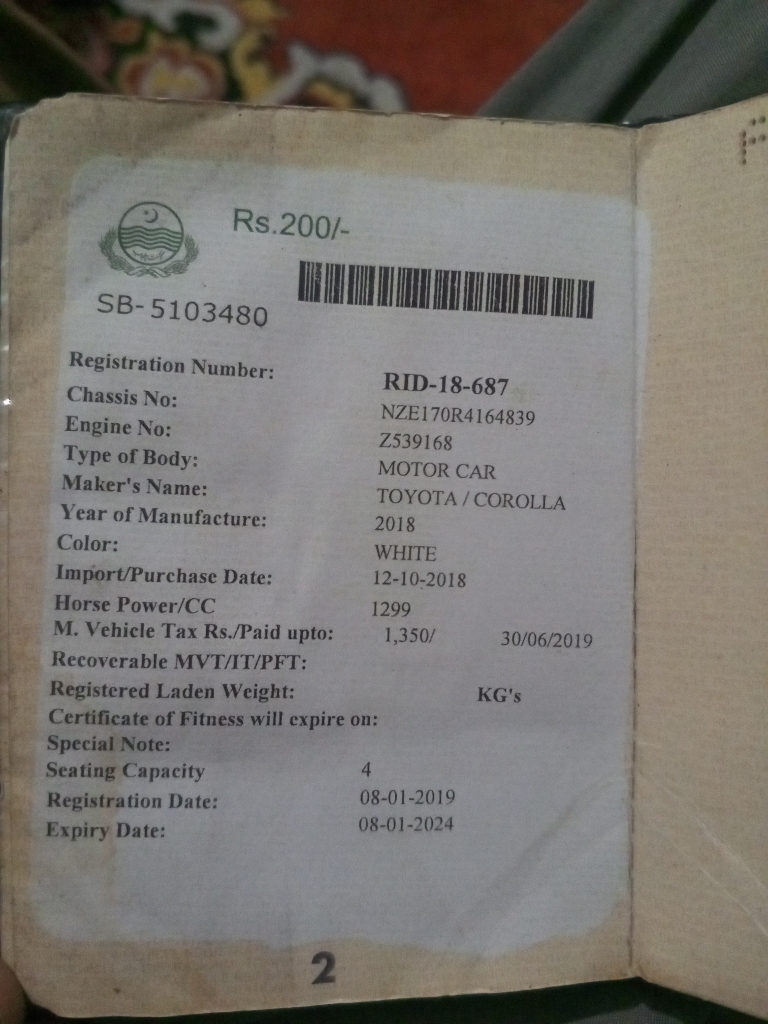 Rs.200/-
SB-5103480
Registration Number: RID-18-687
Chassis No: NZE170R4164839
Engine No: Z539168
Type of Body: MOTOR CAR
Maker's Name: TOYOTA / COROLLA
Year of Manufacture: 2018
Color: WHITE
Import/Purchase Date: 12-10-2018
Horse Power/CC 1299
M. Vehicle Tax Rs./Paid upto: 1,350/ 30/06/2019
Recoverable MVT/IT/PFT:
Registered Laden Weight: KG's
Certificate of Fitness will expire on:
Special Note:
Seating Capacity 4
Registration Date: 08-01-2019
Expiry Date: 08-01-2024
2